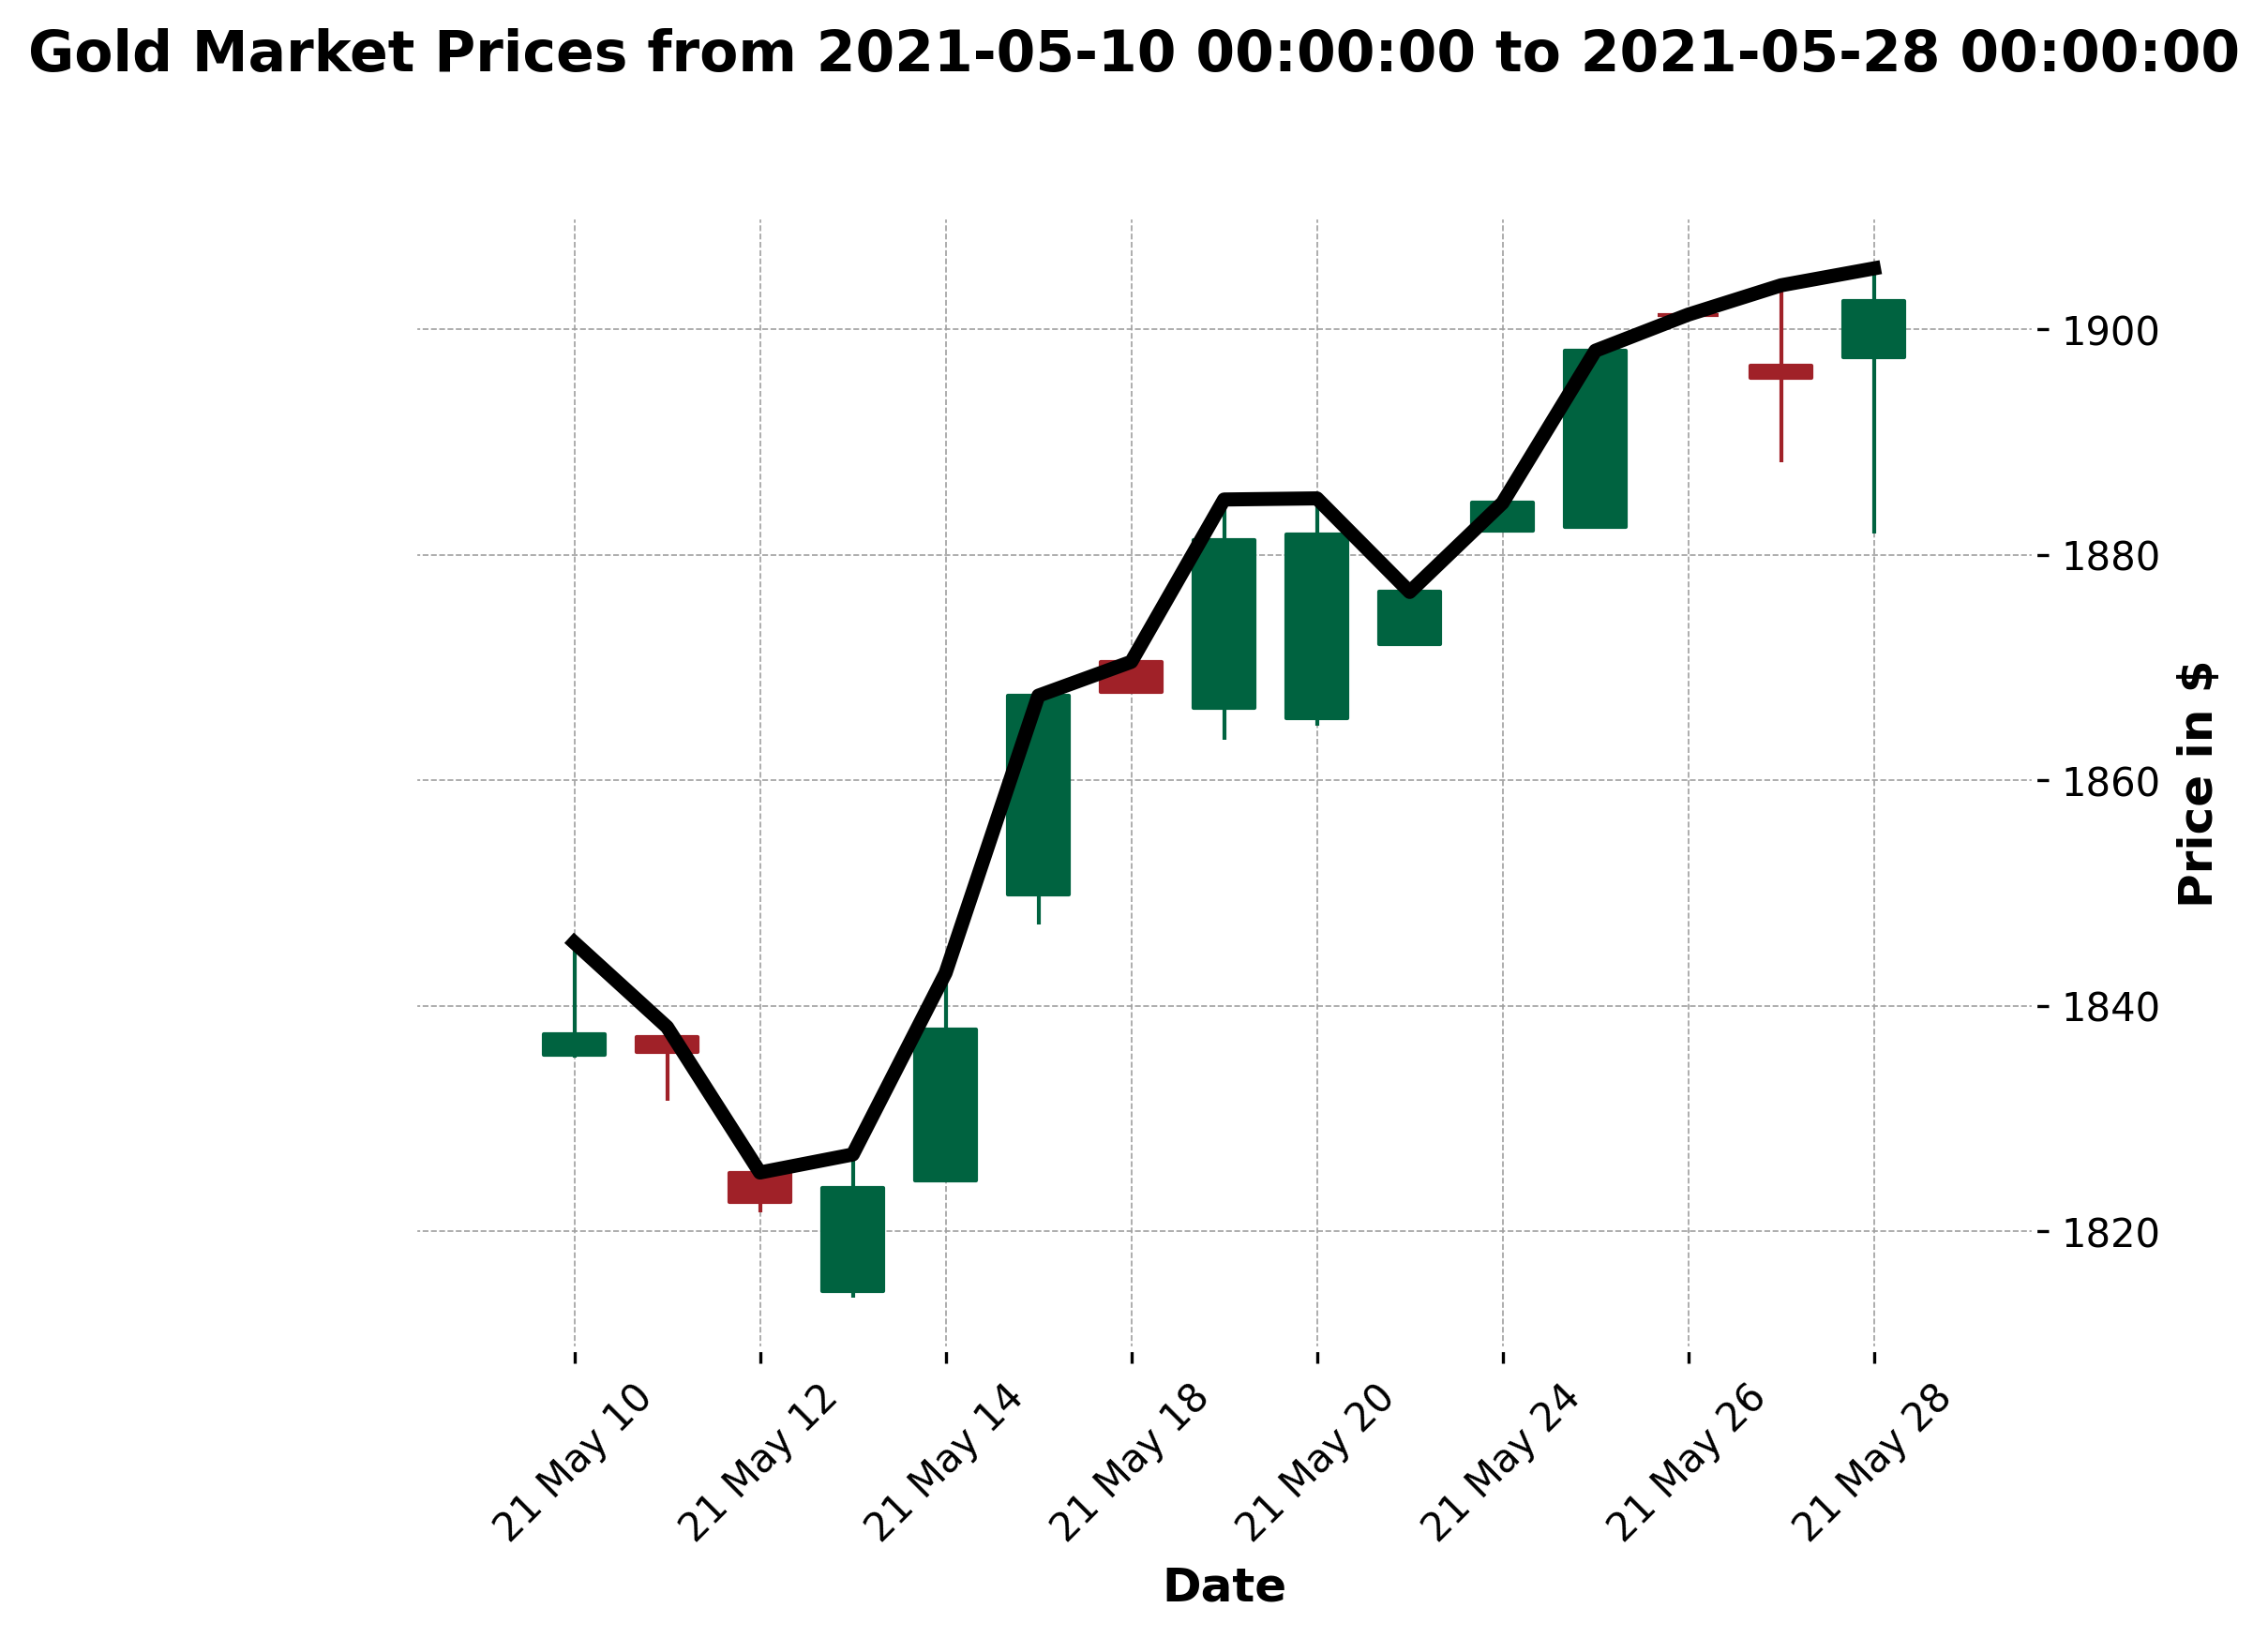 Gold Market Prices from 2021-05-10 00:00:00 to 2021-05-28 00:00:00
1900
1880
1860
1840
1820
Price in $
21 May 10
21 May 12
21 May 14
21 May 18
21 May 20
21 May 24
21 May 26
21 May 28
Date